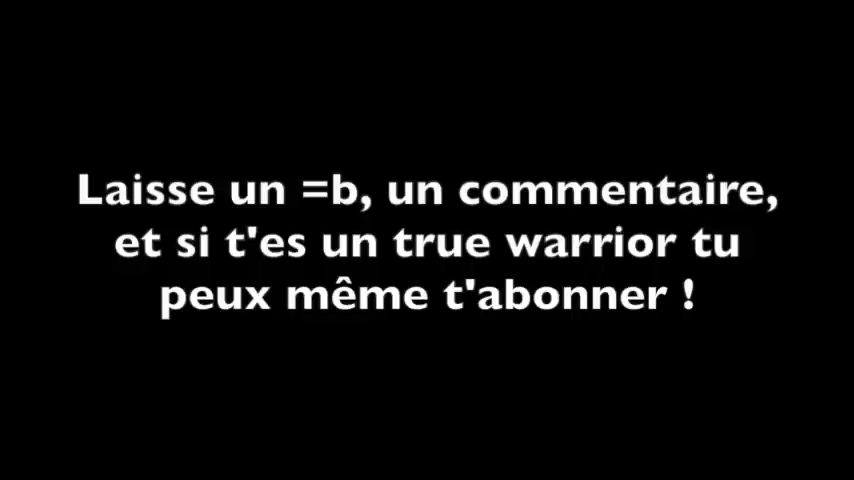 Laisse un =b, un commentaire,
et si t'es un true warrior tu
peux même t'abonner !